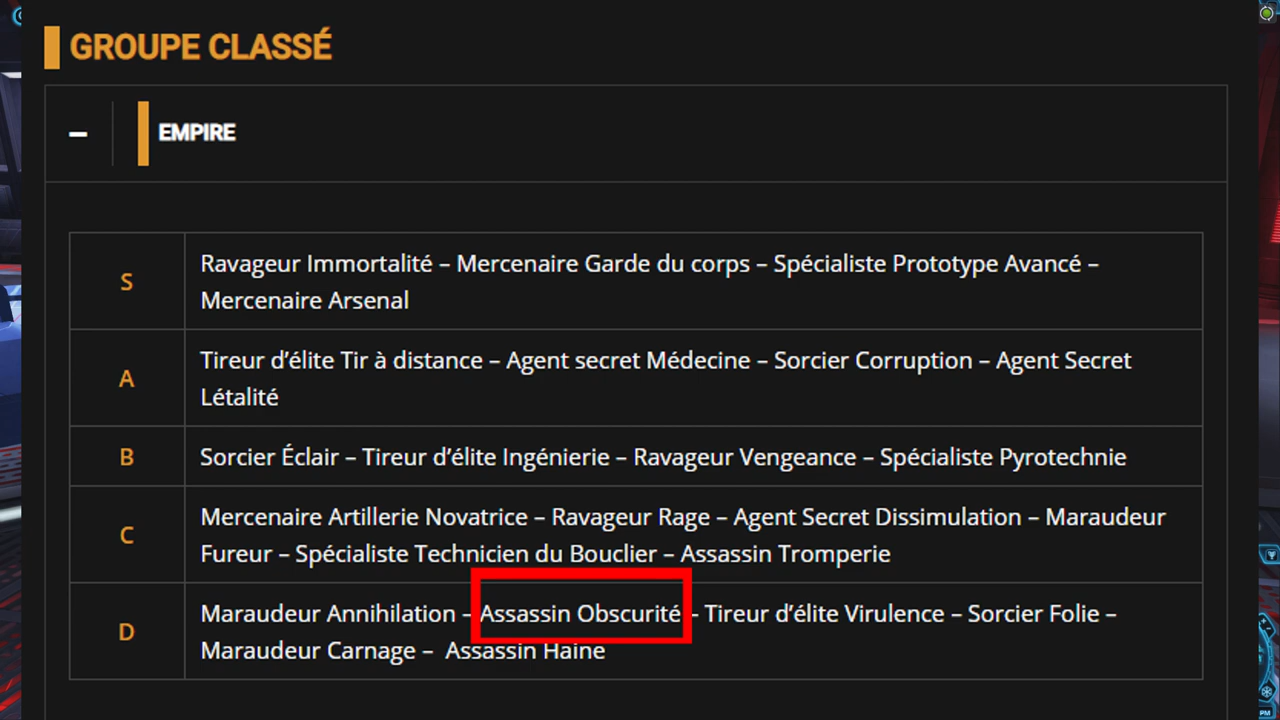 GROUPE CLASSÉ
EMPIRE
S
Ravageur Immortalité – Mercenaire Garde du corps – Spécialiste Prototype Avancé –
Mercenaire Arsenal
A
Tireur d’élite Tir à distance – Agent secret Médecine – Sorcier Corruption – Agent Secret
Létalité
B
Sorcier Éclair – Tireur d’élite Ingénierie – Ravageur Vengeance – Spécialiste Pyrotechnie
C
Mercenaire Artillerie Novatrice – Ravageur Rage – Agent Secret Dissimulation – Maraudeur
Fureur – Spécialiste Technicien du Bouclier – Assassin Tromperie
D
Maraudeur Annihilation – Assassin Obscurité – Tireur d’élite Virulence – Sorcier Folie –
Maraudeur Carnage – Assassin Haine
PM